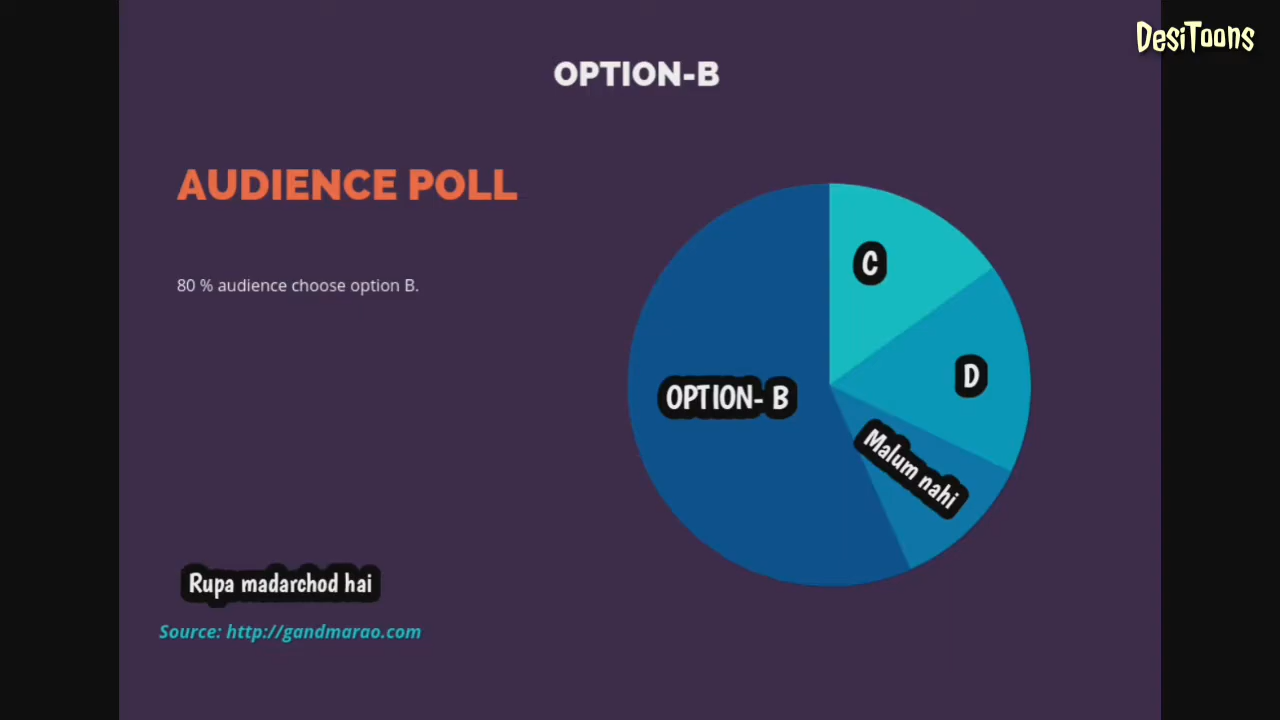 DesiToons
OPTION-B
AUDIENCE POLL
80 % audience choose option B.
C
D
OPTION- B
Malum nahi
Rupa madarchod hai
Source: http://gandmarao.com